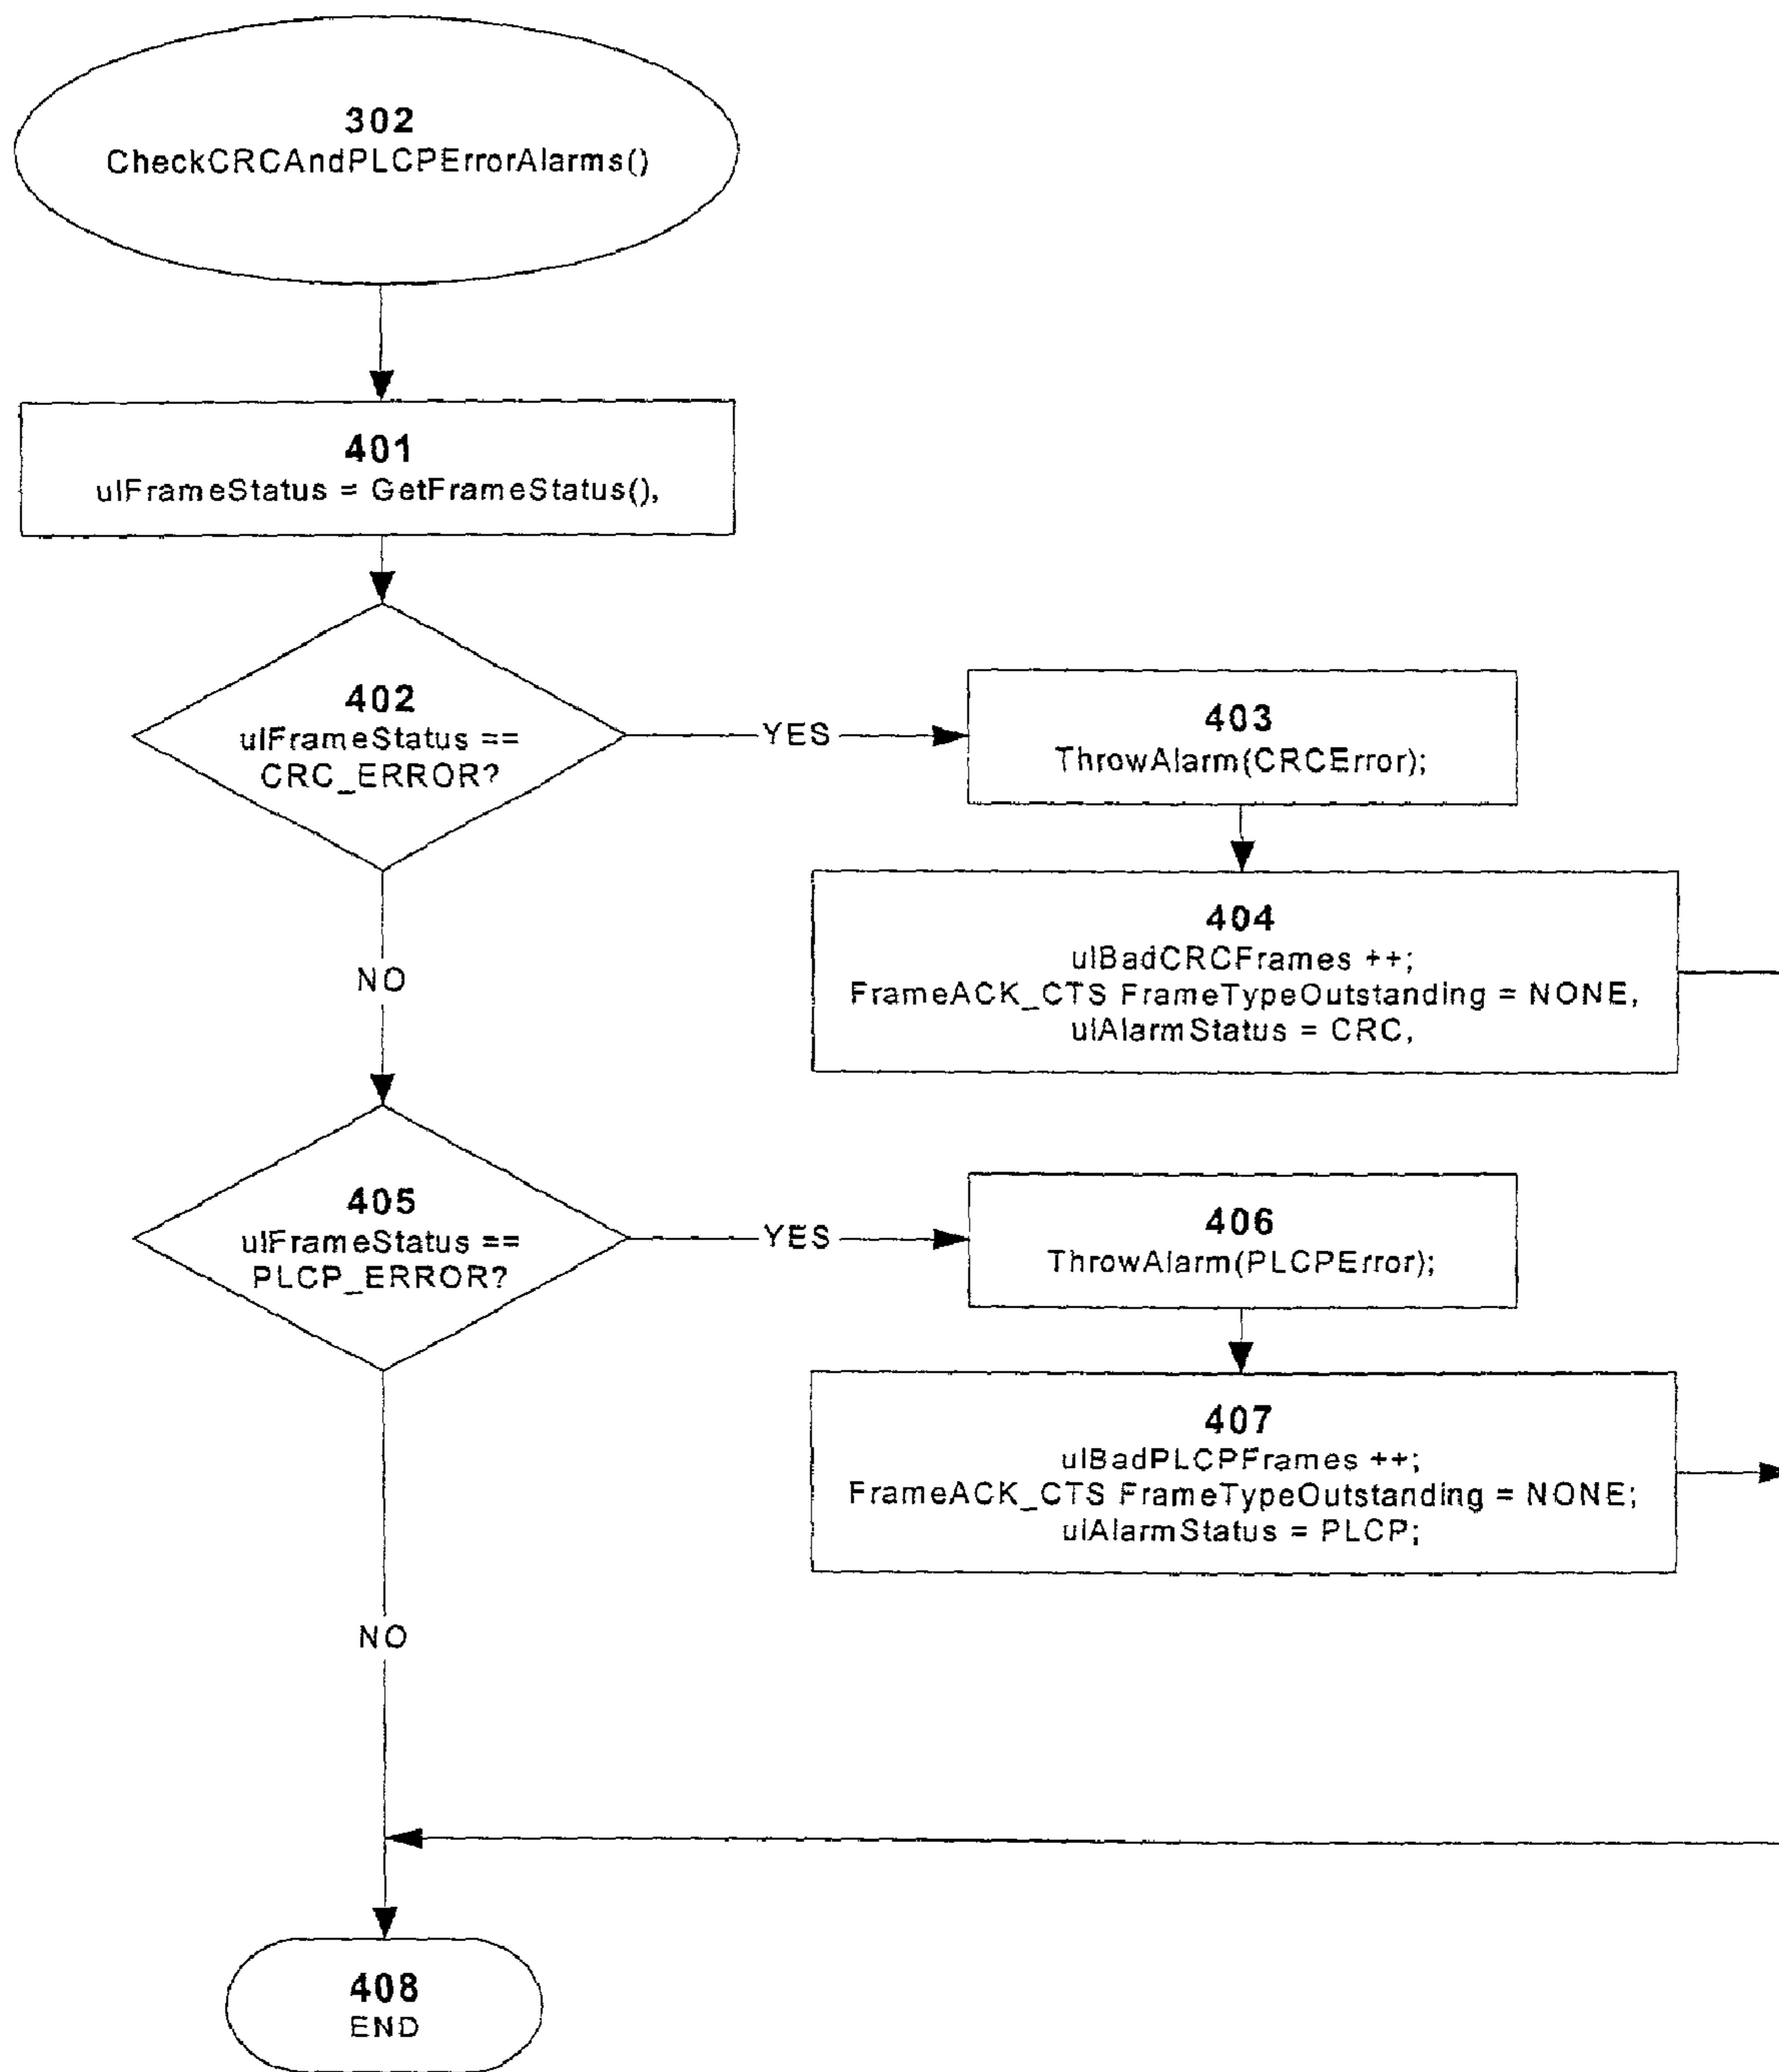 302
CheckCRCAndPLCPErrorAlarms()
401
ulFrameStatus = GetFrameStatus(),
402
ulFrameStatus ==
CRC_ERROR?
YES
403
ThrowAlarm(CRCError);
404
ulBadCRCFrames ++;
FrameACK_CTS FrameTypeOutstanding = NONE,
ulAlarmStatus = CRC,
NO
405
ulFrameStatus ==
PLCP_ERROR?
YES
406
ThrowAlarm(PLCPError);
407
ulBadPLCPFrames ++;
FrameACK_CTS FrameTypeOutstanding = NONE;
ulAlarmStatus = PLCP;
NO
408
END